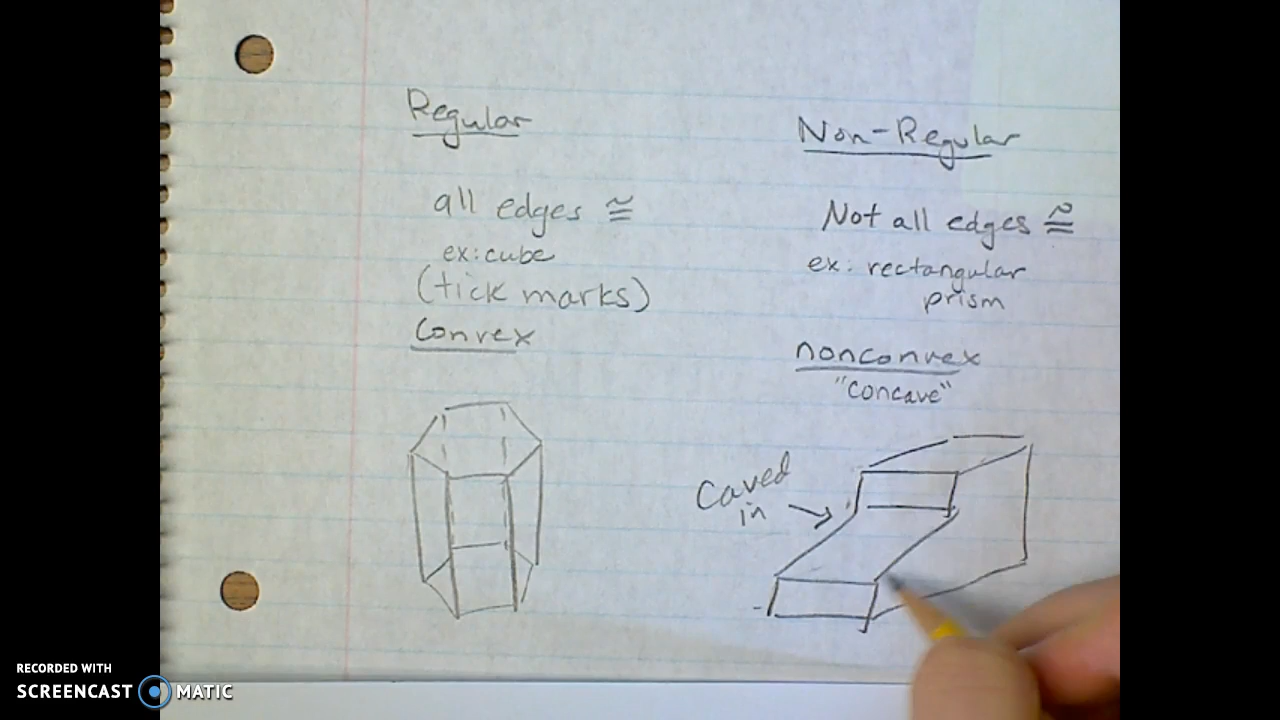 Regular
all edges ≅
ex: cube
(tick marks)
Convex
Non-Regular
Not all edges ≅
ex: rectangular
prism
nonconvex
"concave"
Caved
in
RECORDED WITH
SCREENCAST MATIC